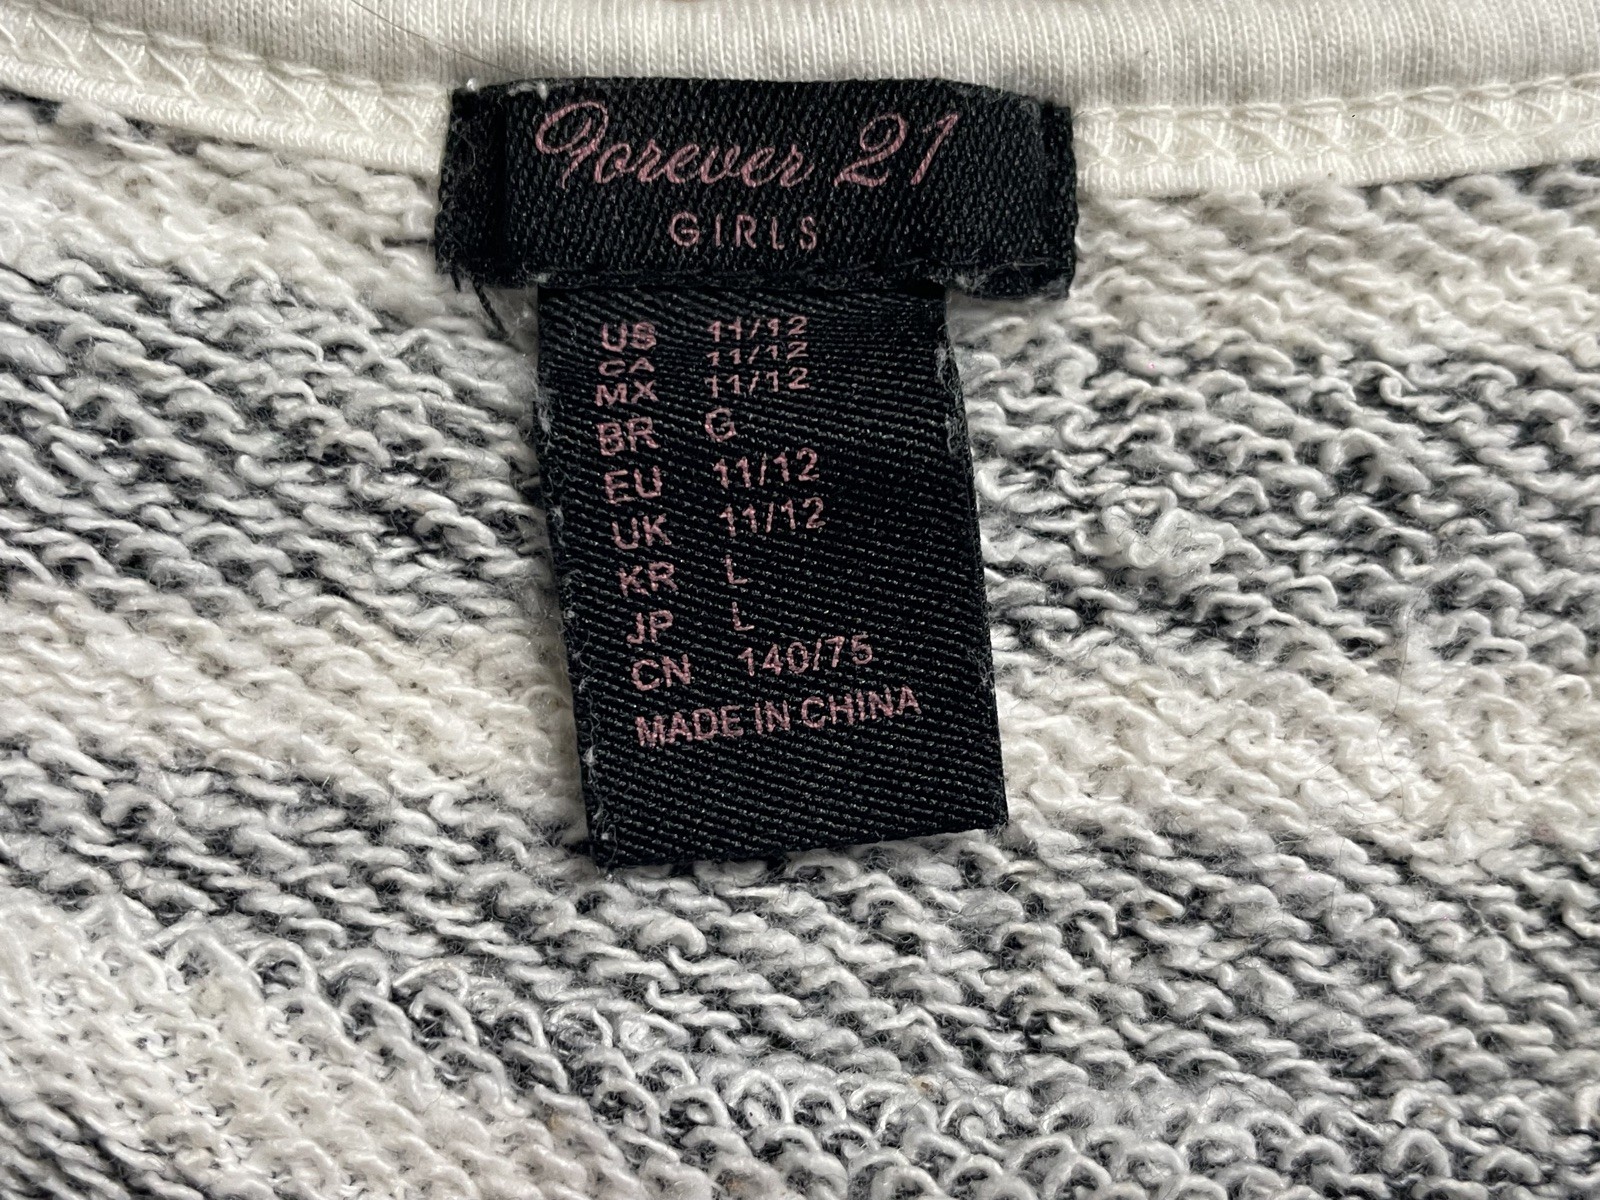 Forever 21
GIRLS
US 11/12
CA 11/12
MX 11/12
BR G
EU 11/12
UK 11/12
KR L
JP L
CN 140/75
MADE IN CHINA